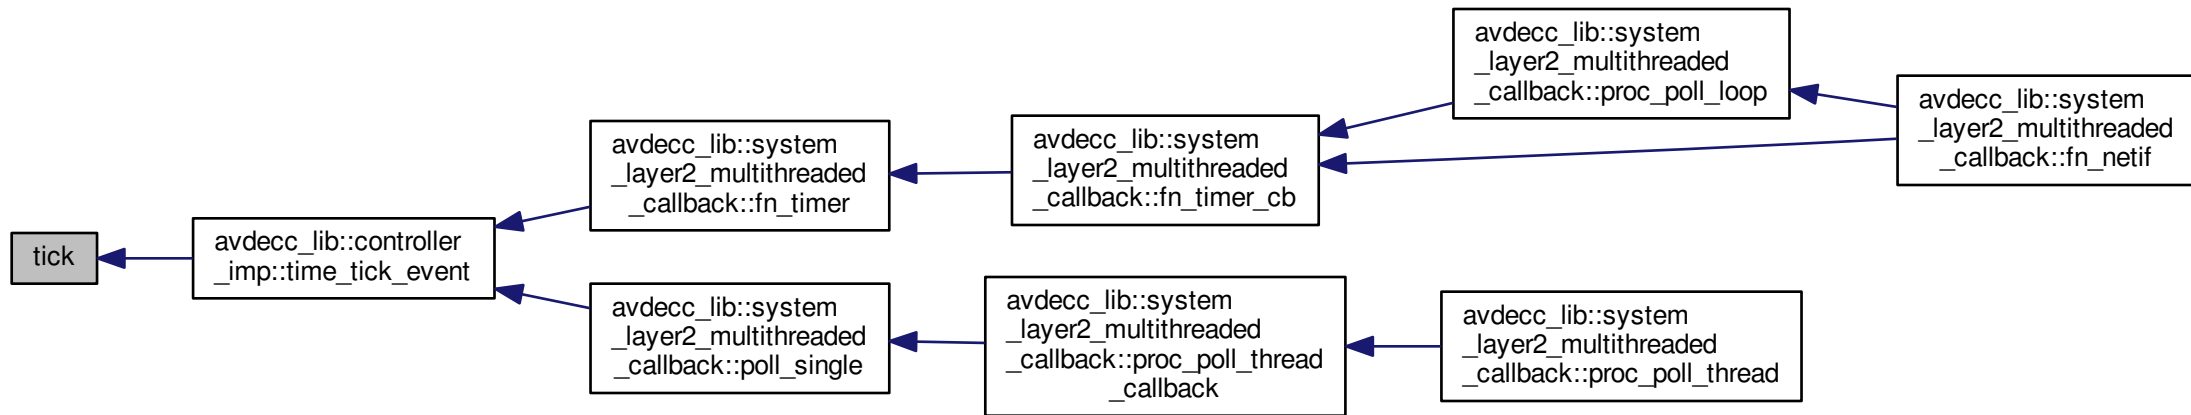 tick
avdecc_lib::controller
_imp::time_tick_event
avdecc_lib::system
_layer2_multithreaded
_callback::fn_timer
avdecc_lib::system
_layer2_multithreaded
_callback::poll_single
avdecc_lib::system
_layer2_multithreaded
_callback::fn_timer_cb
avdecc_lib::system
_layer2_multithreaded
_callback::proc_poll_thread
_callback
avdecc_lib::system
_layer2_multithreaded
_callback::proc_poll_loop
avdecc_lib::system
_layer2_multithreaded
_callback::proc_poll_thread
avdecc_lib::system
_layer2_multithreaded
_callback::fn_netif